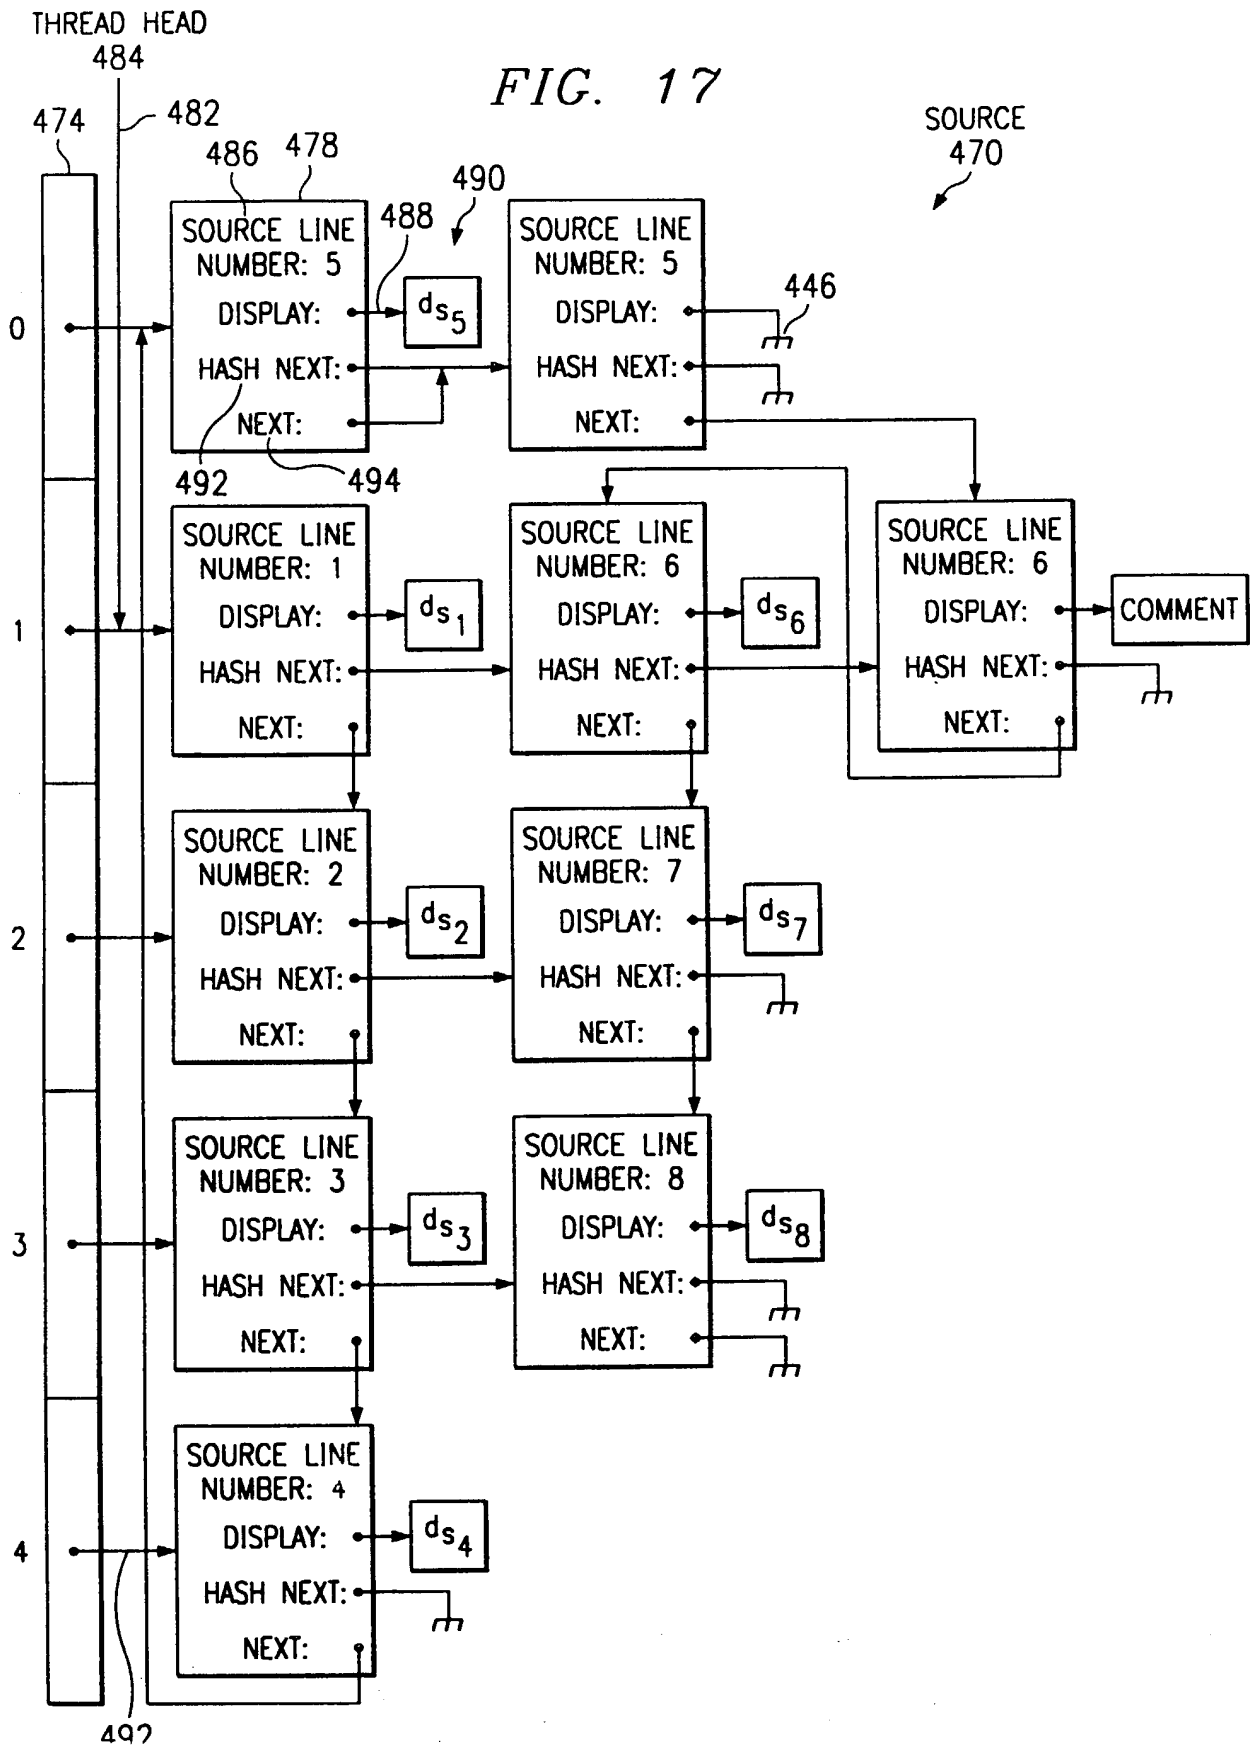 THREAD HEAD
484
FIG. 17
474
482
486
478
490
488
SOURCE
470
SOURCE LINE
NUMBER: 5
DISPLAY:
HASH NEXT:
NEXT:
ds5
SOURCE LINE
NUMBER: 5
DISPLAY:
HASH NEXT:
NEXT:
446
0
492
494
SOURCE LINE
NUMBER: 1
DISPLAY:
HASH NEXT:
NEXT:
ds1
SOURCE LINE
NUMBER: 6
DISPLAY:
HASH NEXT:
NEXT:
ds6
SOURCE LINE
NUMBER: 6
DISPLAY:
HASH NEXT:
NEXT:
COMMENT
1
SOURCE LINE
NUMBER: 2
DISPLAY:
HASH NEXT:
NEXT:
ds2
SOURCE LINE
NUMBER: 7
DISPLAY:
HASH NEXT:
NEXT:
ds7
2
SOURCE LINE
NUMBER: 3
DISPLAY:
HASH NEXT:
NEXT:
ds3
SOURCE LINE
NUMBER: 8
DISPLAY:
HASH NEXT:
NEXT:
ds8
3
SOURCE LINE
NUMBER: 4
DISPLAY:
HASH NEXT:
NEXT:
ds4
4
492